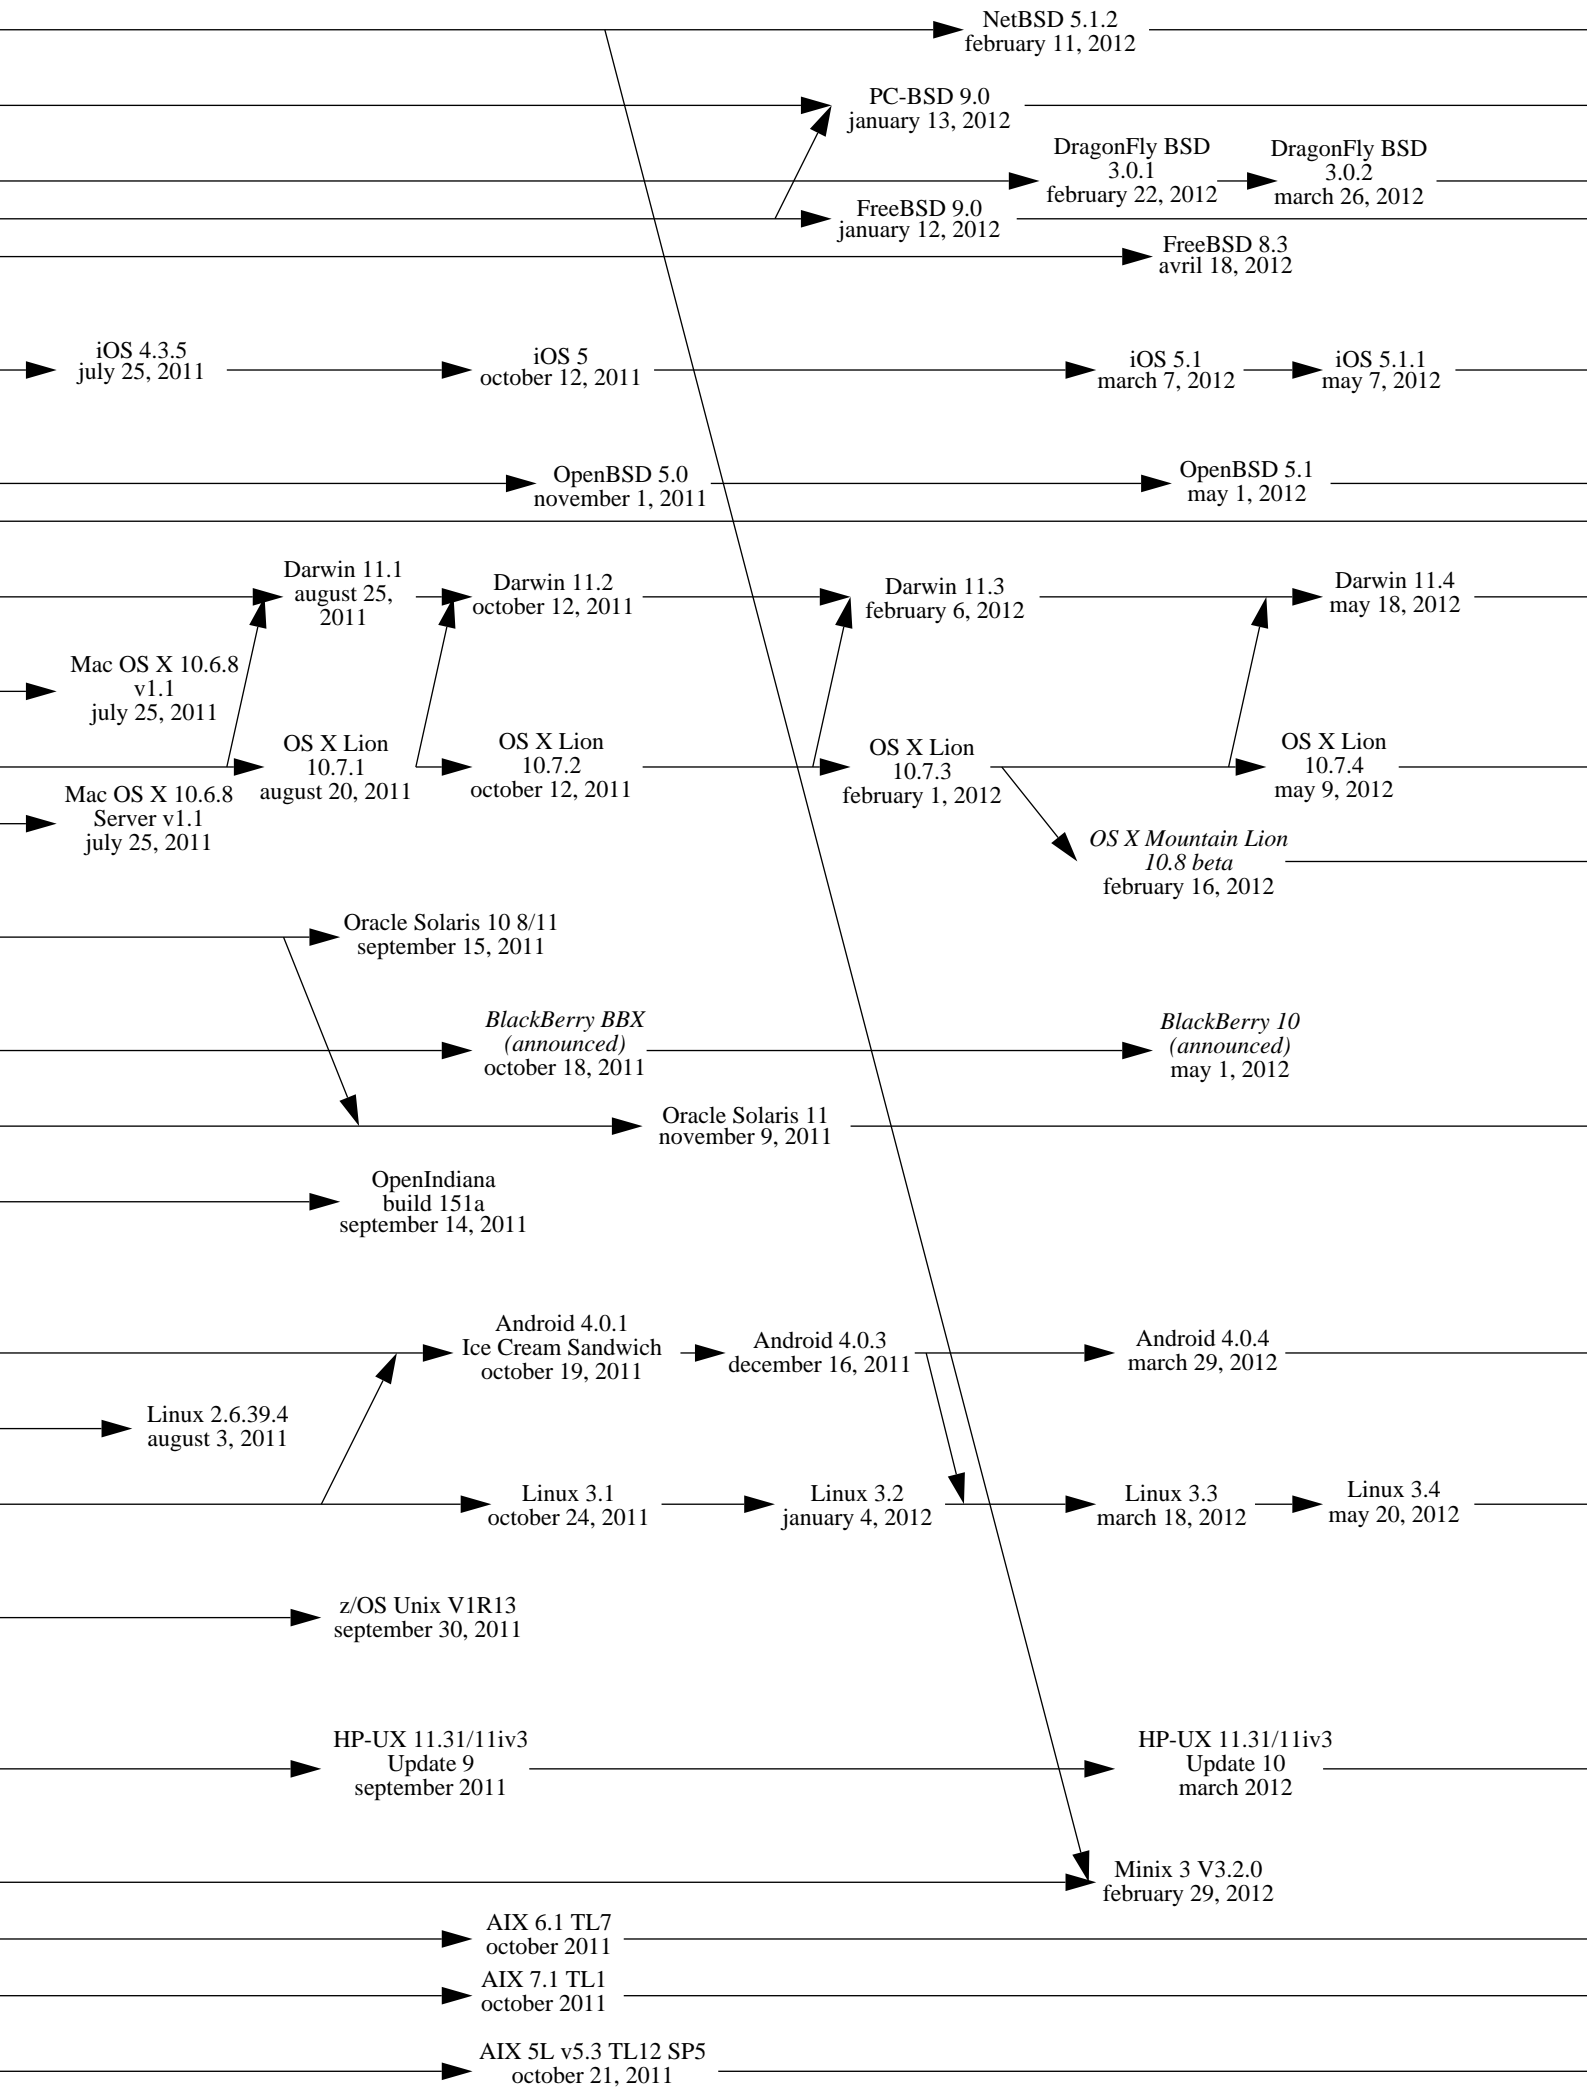 NetBSD 5.1.2
february 11, 2012
PC-BSD 9.0
january 13, 2012
DragonFly BSD
3.0.1
february 22, 2012
DragonFly BSD
3.0.2
march 26, 2012
FreeBSD 9.0
january 12, 2012
FreeBSD 8.3
avril 18, 2012
iOS 4.3.5
july 25, 2011
iOS 5
october 12, 2011
iOS 5.1
march 7, 2012
iOS 5.1.1
may 7, 2012
OpenBSD 5.0
november 1, 2011
OpenBSD 5.1
may 1, 2012
Darwin 11.1
august 25,
2011
Darwin 11.2
october 12, 2011
Darwin 11.3
february 6, 2012
Darwin 11.4
may 18, 2012
Mac OS X 10.6.8
v1.1
july 25, 2011
OS X Lion
10.7.1
august 20, 2011
OS X Lion
10.7.2
october 12, 2011
OS X Lion
10.7.3
february 1, 2012
OS X Lion
10.7.4
may 9, 2012
Mac OS X 10.6.8
Server v1.1
july 25, 2011
OS X Mountain Lion
10.8 beta
february 16, 2012
Oracle Solaris 10 8/11
september 15, 2011
BlackBerry BBX
(announced)
october 18, 2011
BlackBerry 10
(announced)
may 1, 2012
Oracle Solaris 11
november 9, 2011
OpenIndiana
build 151a
september 14, 2011
Android 4.0.1
Ice Cream Sandwich
october 19, 2011
Android 4.0.3
december 16, 2011
Android 4.0.4
march 29, 2012
Linux 2.6.39.4
august 3, 2011
Linux 3.1
october 24, 2011
Linux 3.2
january 4, 2012
Linux 3.3
march 18, 2012
Linux 3.4
may 20, 2012
z/OS Unix V1R13
september 30, 2011
HP-UX 11.31/11iv3
Update 9
september 2011
HP-UX 11.31/11iv3
Update 10
march 2012
Minix 3 V3.2.0
february 29, 2012
AIX 6.1 TL7
october 2011
AIX 7.1 TL1
october 2011
AIX 5L v5.3 TL12 SP5
october 21, 2011